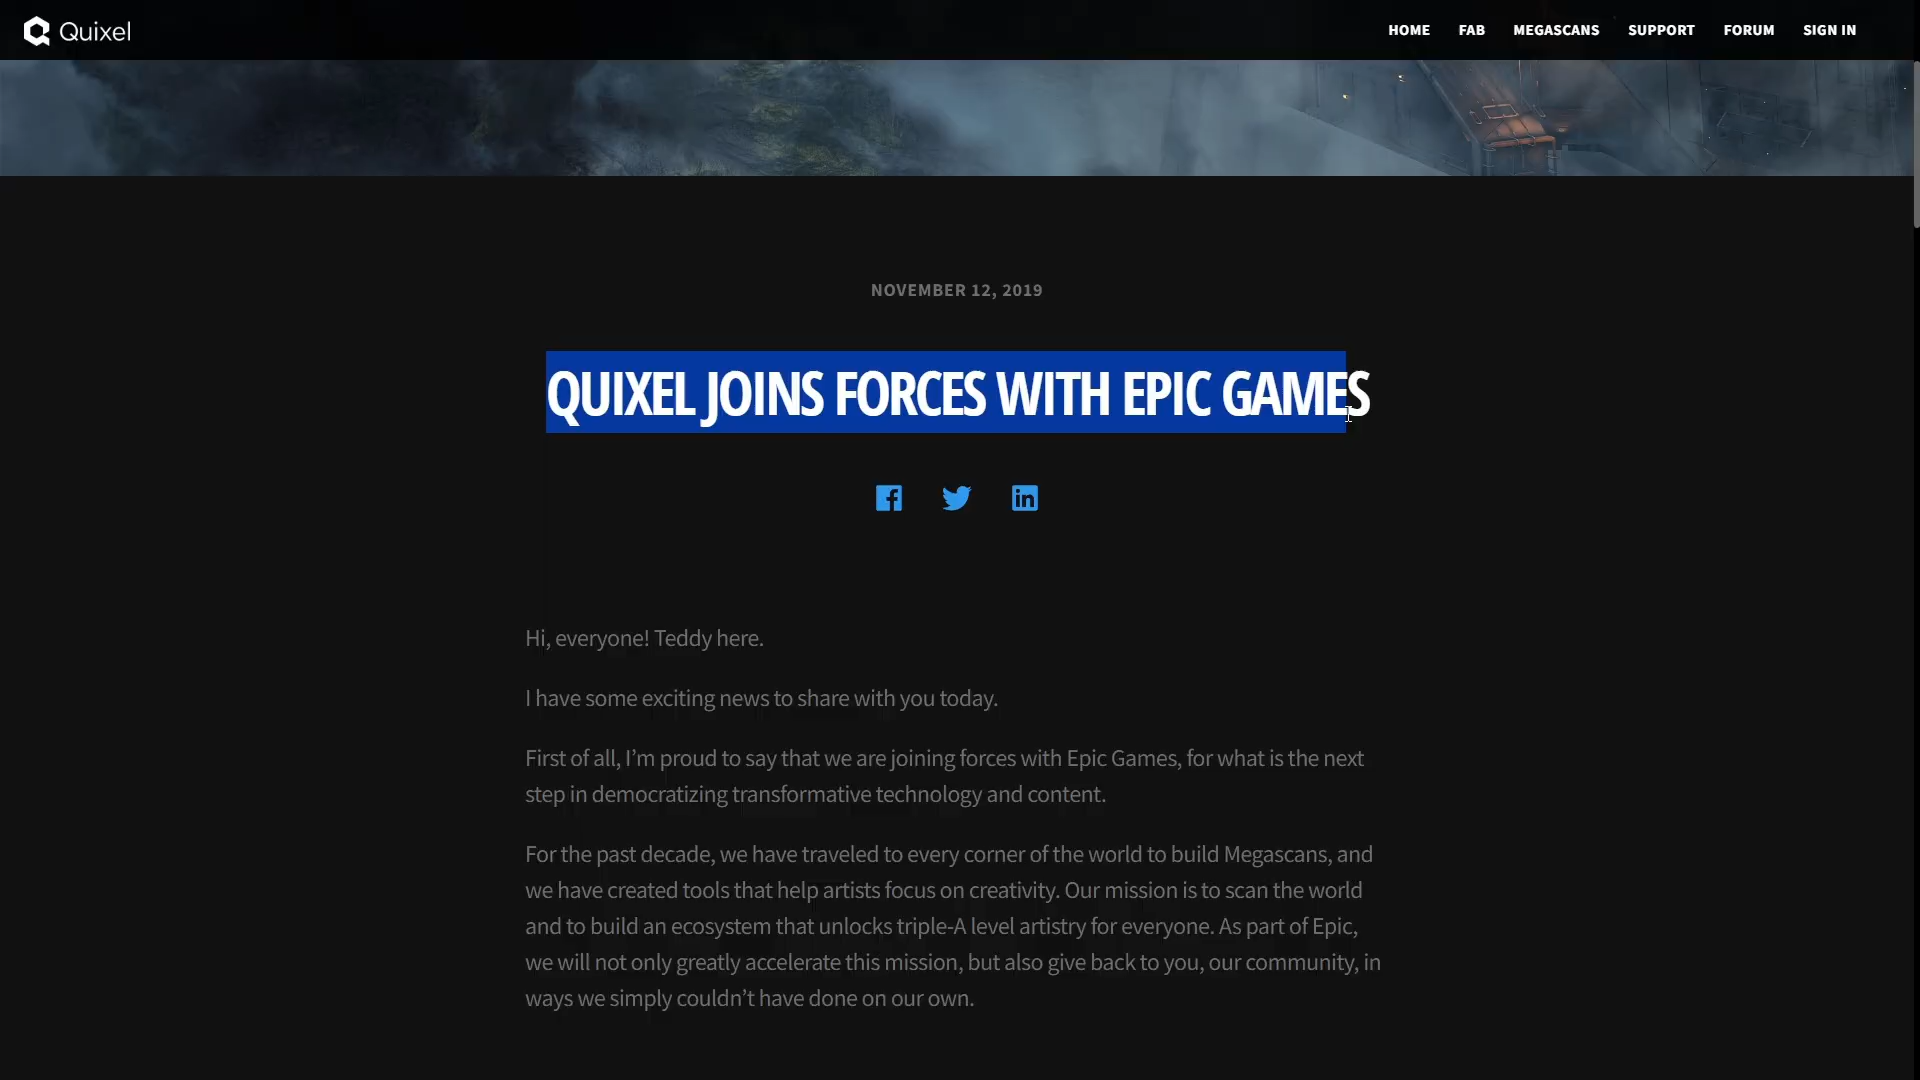 Quixel
HOME FAB MEGASCANS SUPPORT FORUM SIGN IN
NOVEMBER 12, 2019
QUIXEL JOINS FORCES WITH EPIC GAMES
Hi, everyone! Teddy here.
I have some exciting news to share with you today.
First of all, I’m proud to say that we are joining forces with Epic Games, for what is the next
step in democratizing transformative technology and content.
For the past decade, we have traveled to every corner of the world to build Megascans, and
we have created tools that help artists focus on creativity. Our mission is to scan the world
and to build an ecosystem that unlocks triple-A level artistry for everyone. As part of Epic,
we will not only greatly accelerate this mission, but also give back to you, our community, in
ways we simply couldn’t have done on our own.